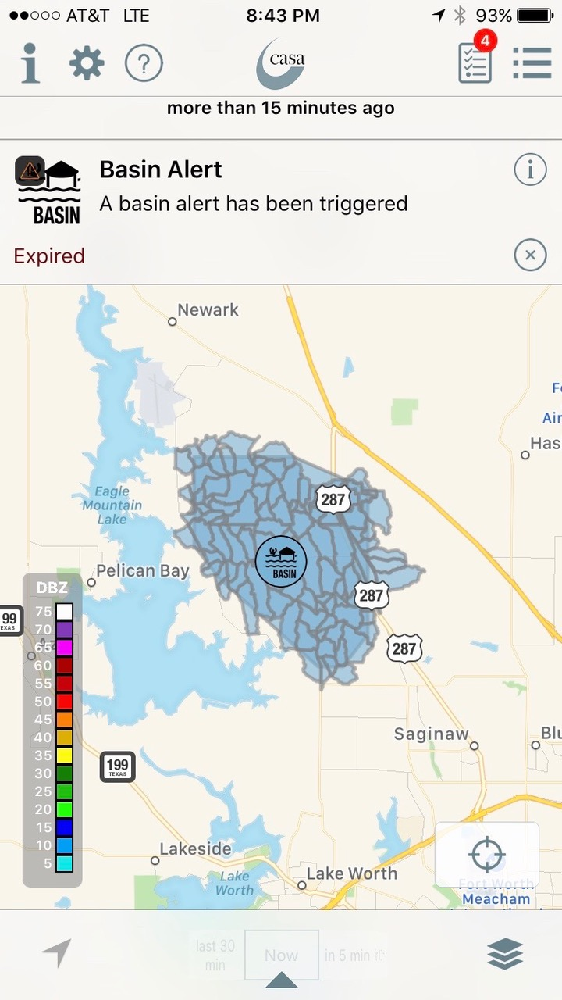 AT&T LTE 8:43 PM 93%
casa
4
more than 15 minutes ago
Basin Alert
A basin alert has been triggered
BASIN
Expired
Newark
Has
Eagle
Mountain
Lake
287
BASIN
Pelican Bay
287
287
DBZ
75
70
65
60
55
50
45
40
35
30
25
20
15
10
5
99
TEXAS
Saginaw
Blu
199
TEXAS
Lakeside
Lake Worth
Lake
Worth
Fort Worth
Meacham
last 30
min
Now
in 5 min